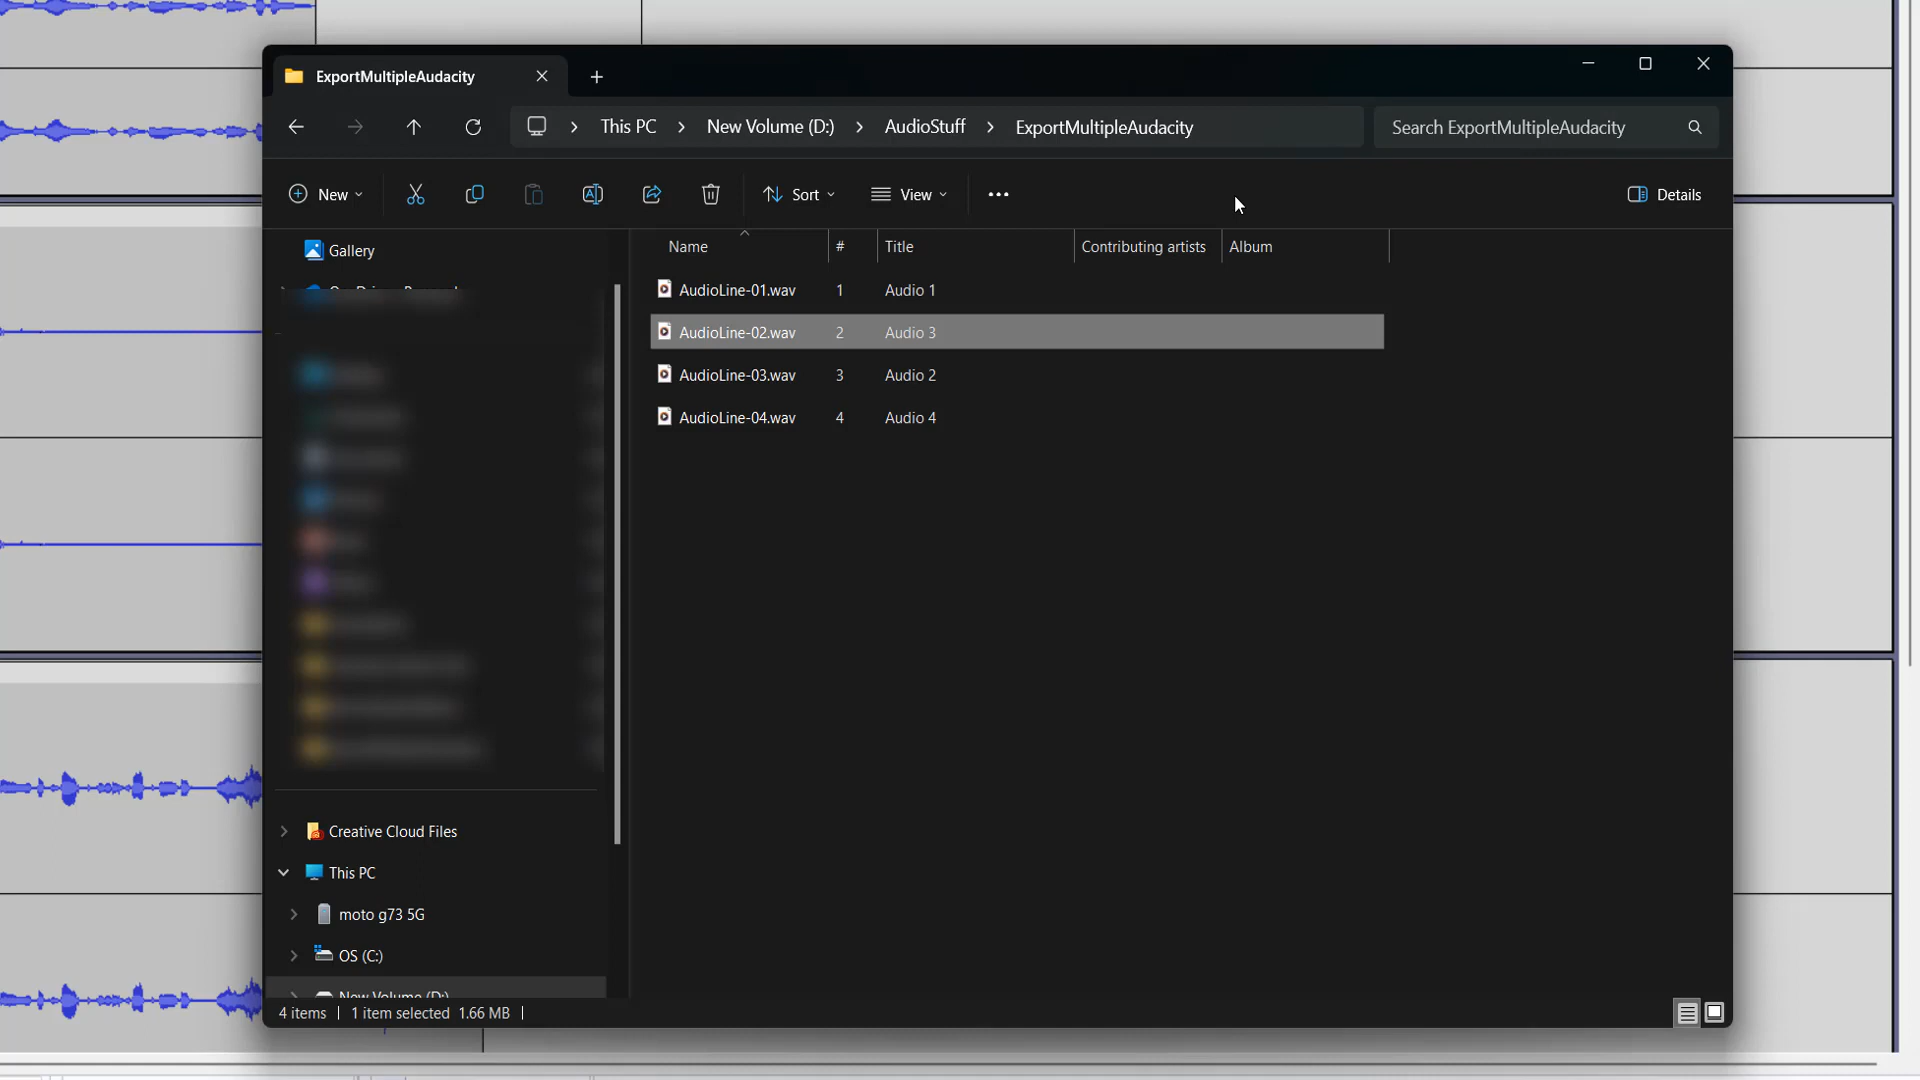 ExportMultipleAudacity
This PC > New Volume (D:) > AudioStuff > ExportMultipleAudacity
Search ExportMultipleAudacity
New
Sort
View
Details
Gallery
Name # Title Contributing artists Album
AudioLine-01.wav 1 Audio 1
AudioLine-02.wav 2 Audio 3
AudioLine-03.wav 3 Audio 2
AudioLine-04.wav 4 Audio 4
Creative Cloud Files
This PC
moto g73 5G
OS (C:)
New Volume (D:)
4 items | 1 item selected 1.66 MB |